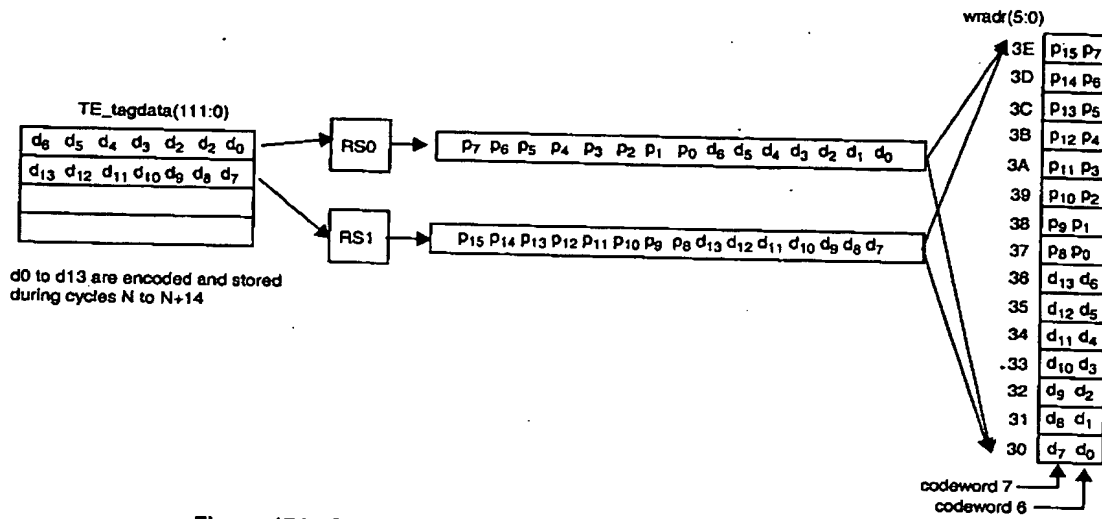 wradr(5:0)
TE_tagdata(111:0)
d6 d5 d4 d3 d2 d2 d0
d13 d12 d11 d10 d9 d8 d7
d0 to d13 are encoded and stored
during cycles N to N+14
RS0
RS1
p7 p6 p5 p4 p3 p2 p1 p0 d6 d5 d4 d3 d2 d1 d0
p15 p14 p13 p12 p11 p10 p9 p8 d13 d12 d11 d10 d9 d8 d7
3E p15 p7
3D p14 p6
3C p13 p5
3B p12 p4
3A p11 p3
39 p10 p2
38 p9 p1
37 p8 p0
36 d13 d6
35 d12 d5
34 d11 d4
33 d10 d3
32 d9 d2
31 d8 d1
30 d7 d0
codeword 7
codeword 6